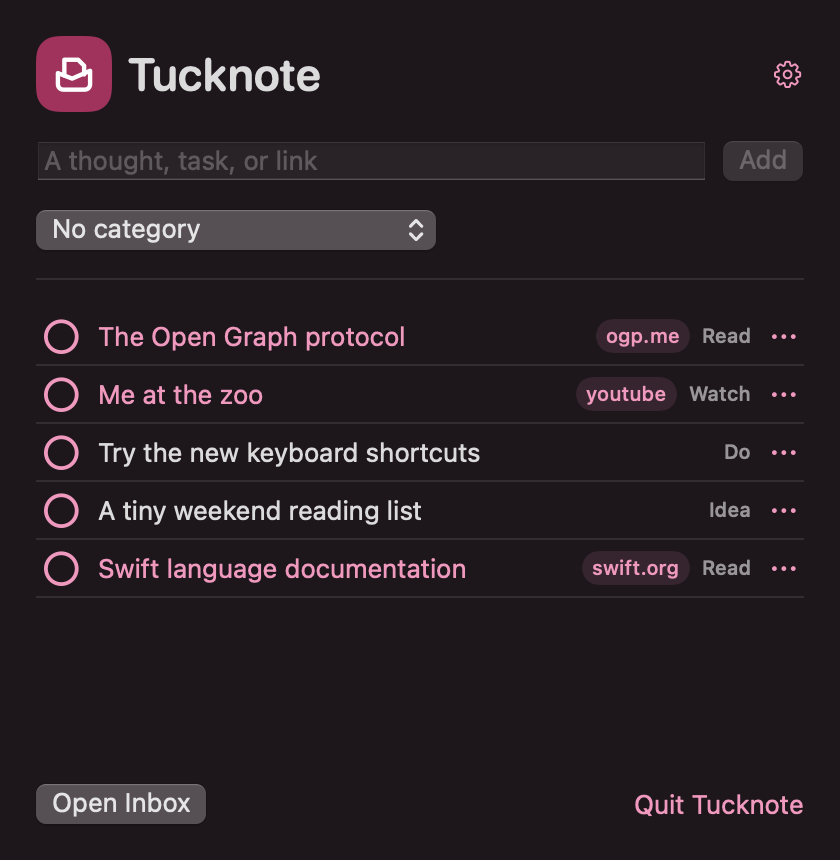 Tucknote
A thought, task, or link
Add
No category
The Open Graph protocol ogp.me Read
Me at the zoo youtube Watch
Try the new keyboard shortcuts Do
A tiny weekend reading list Idea
Swift language documentation swift.org Read
Open Inbox Quit Tucknote